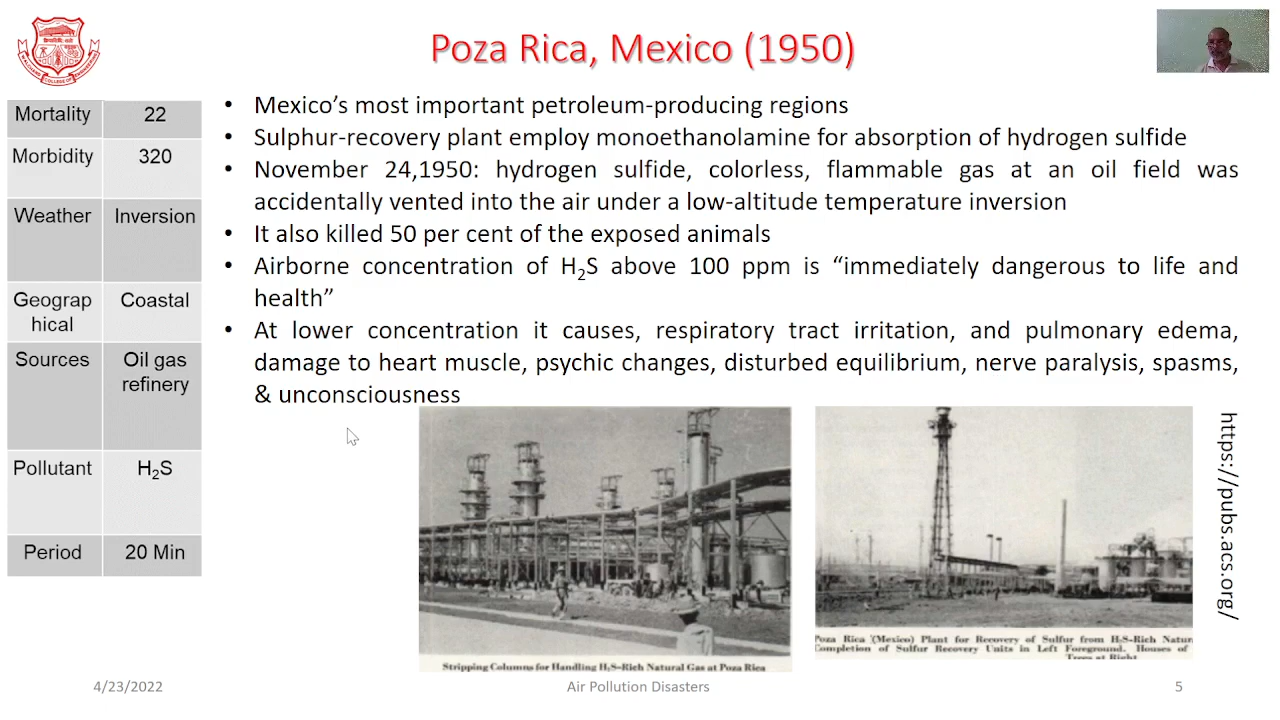 Poza Rica, Mexico (1950)
Mortality 22
Morbidity 320
Weather Inversion
Geograp Coastal
hical
Sources Oil gas
refinery
Pollutant H₂S
Period 20 Min
• Mexico’s most important petroleum-producing regions
• Sulphur-recovery plant employ monoethanolamine for absorption of hydrogen sulfide
• November 24,1950: hydrogen sulfide, colorless, flammable gas at an oil field was
accidentally vented into the air under a low-altitude temperature inversion
• It also killed 50 per cent of the exposed animals
• Airborne concentration of H₂S above 100 ppm is “immediately dangerous to life and
health”
• At lower concentration it causes, respiratory tract irritation, and pulmonary edema,
damage to heart muscle, psychic changes, disturbed equilibrium, nerve paralysis, spasms,
& unconsciousness
Stripping Columns for Handling H₂S-Rich Natural Gas at Poza Rica
Poza Rica (Mexico) Plant for Recovery of Sulfur from H₂S-Rich Natur
Completion of Sulfur Recovery Units in Left Foreground. Houses of
Trees at Right
https://pubs.acs.org/
4/23/2022
Air Pollution Disasters
5